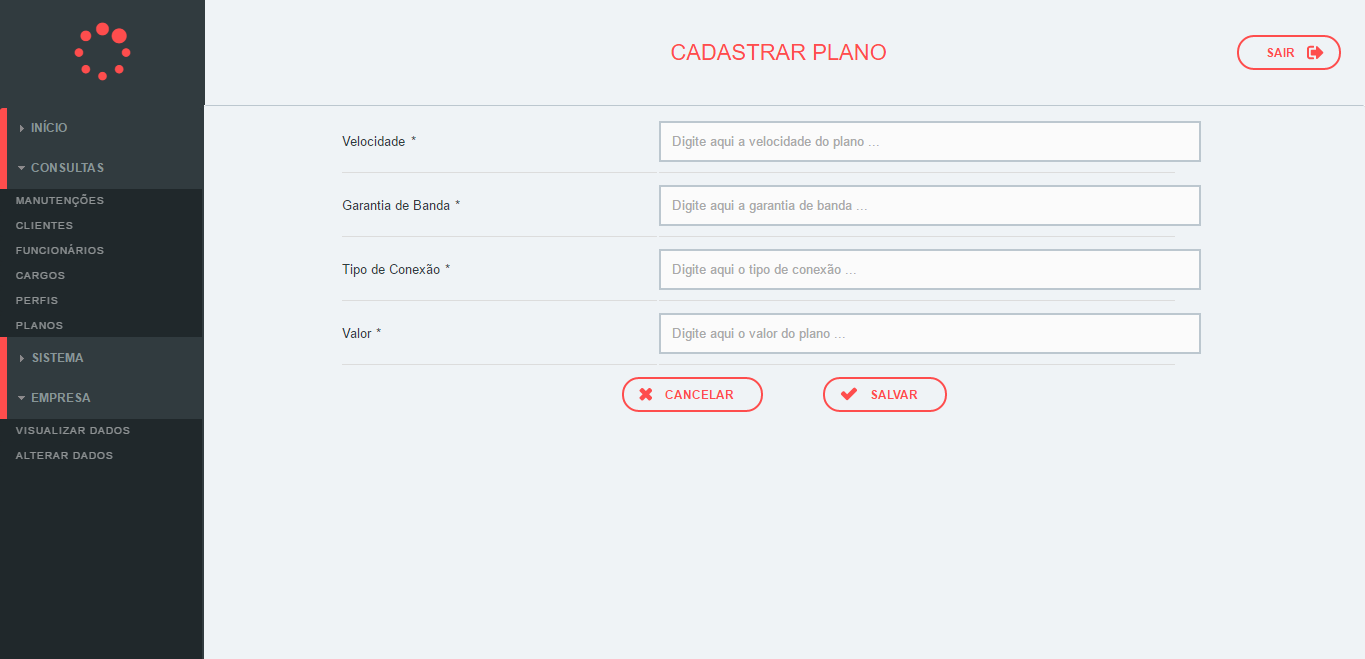 CADASTRAR PLANO
SAIR
INÍCIO
CONSULTAS
MANUTENÇÕES
CLIENTES
FUNCIONÁRIOS
CARGOS
PERFIS
PLANOS
SISTEMA
EMPRESA
VISUALIZAR DADOS
ALTERAR DADOS
Velocidade * Digite aqui a velocidade do plano ...
Garantia de Banda * Digite aqui a garantia de banda ...
Tipo de Conexão * Digite aqui o tipo de conexão ...
Valor * Digite aqui o valor do plano ...
CANCELAR SALVAR